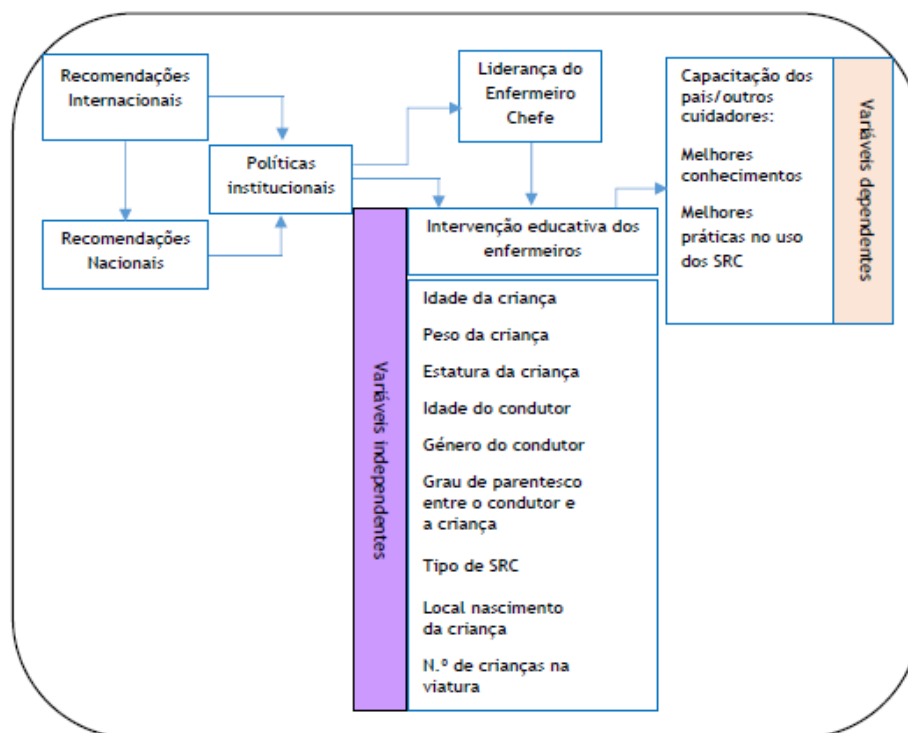 Recomendações
Internacionais
Liderança do
Enfermeiro
Chefe
Capacitação dos
pais/outros
cuidadores:
Melhores
conhecimentos
Melhores
práticas no uso
dos SRC
Variáveis dependentes
Políticas
institucionais
Recomendações
Nacionais
Intervenção educativa dos
enfermeiros
Variáveis independentes
Idade da criança
Peso da criança
Estatura da criança
Idade do condutor
Género do condutor
Grau de parentesco
entre o condutor e
a criança
Tipo de SRC
Local nascimento
da criança
N.º de crianças na
viatura